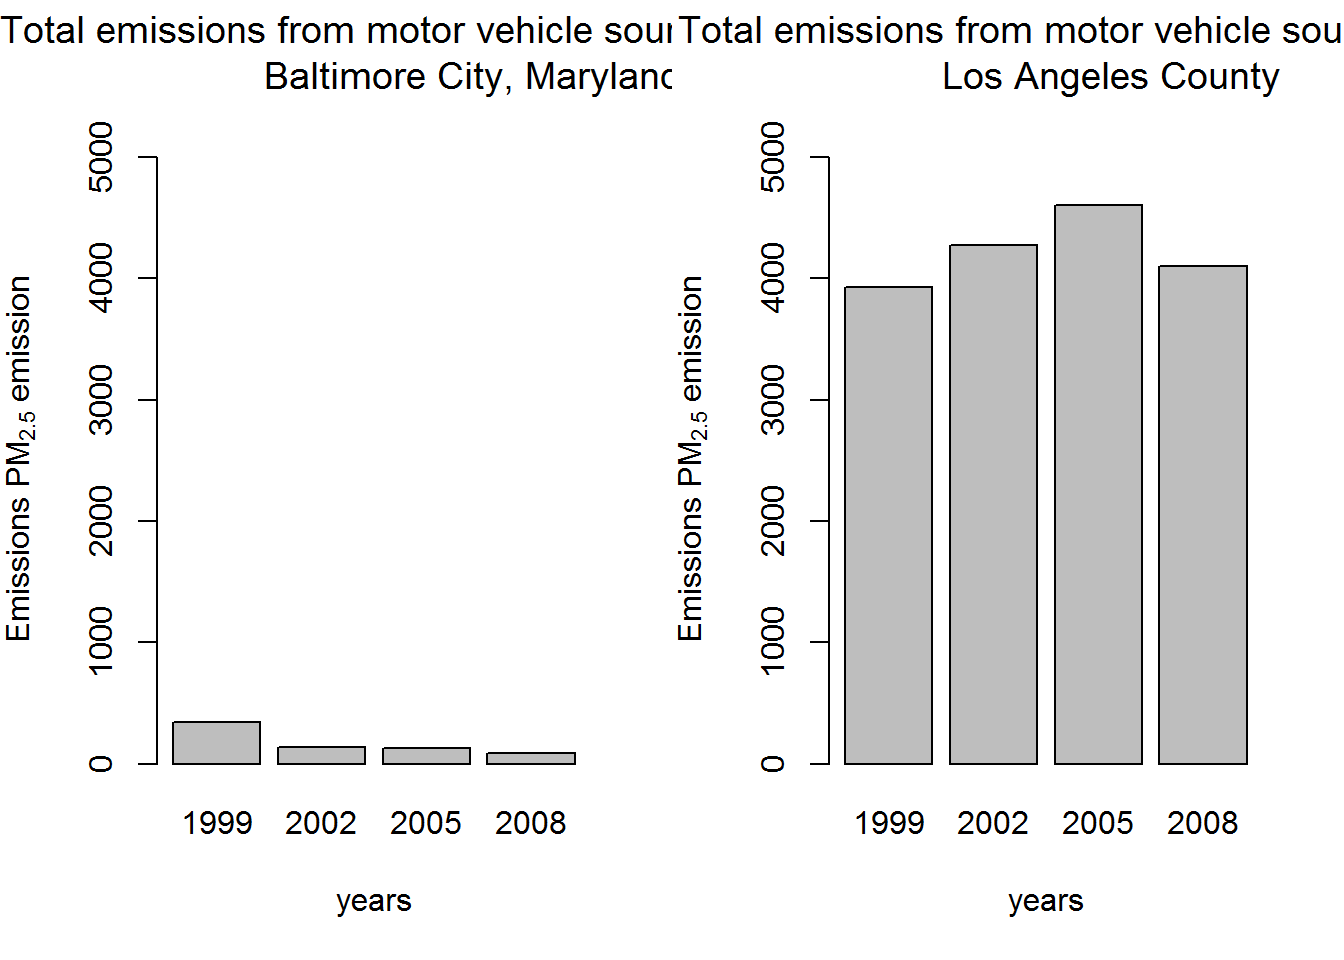 Total emissions from motor vehicle sour
Baltimore City, Maryland
Emissions PM2.5 emission
5000
4000
3000
2000
1000
0
1999 2002 2005 2008
years
Total emissions from motor vehicle sou
Los Angeles County
Emissions PM2.5 emission
5000
4000
3000
2000
1000
0
1999 2002 2005 2008
years